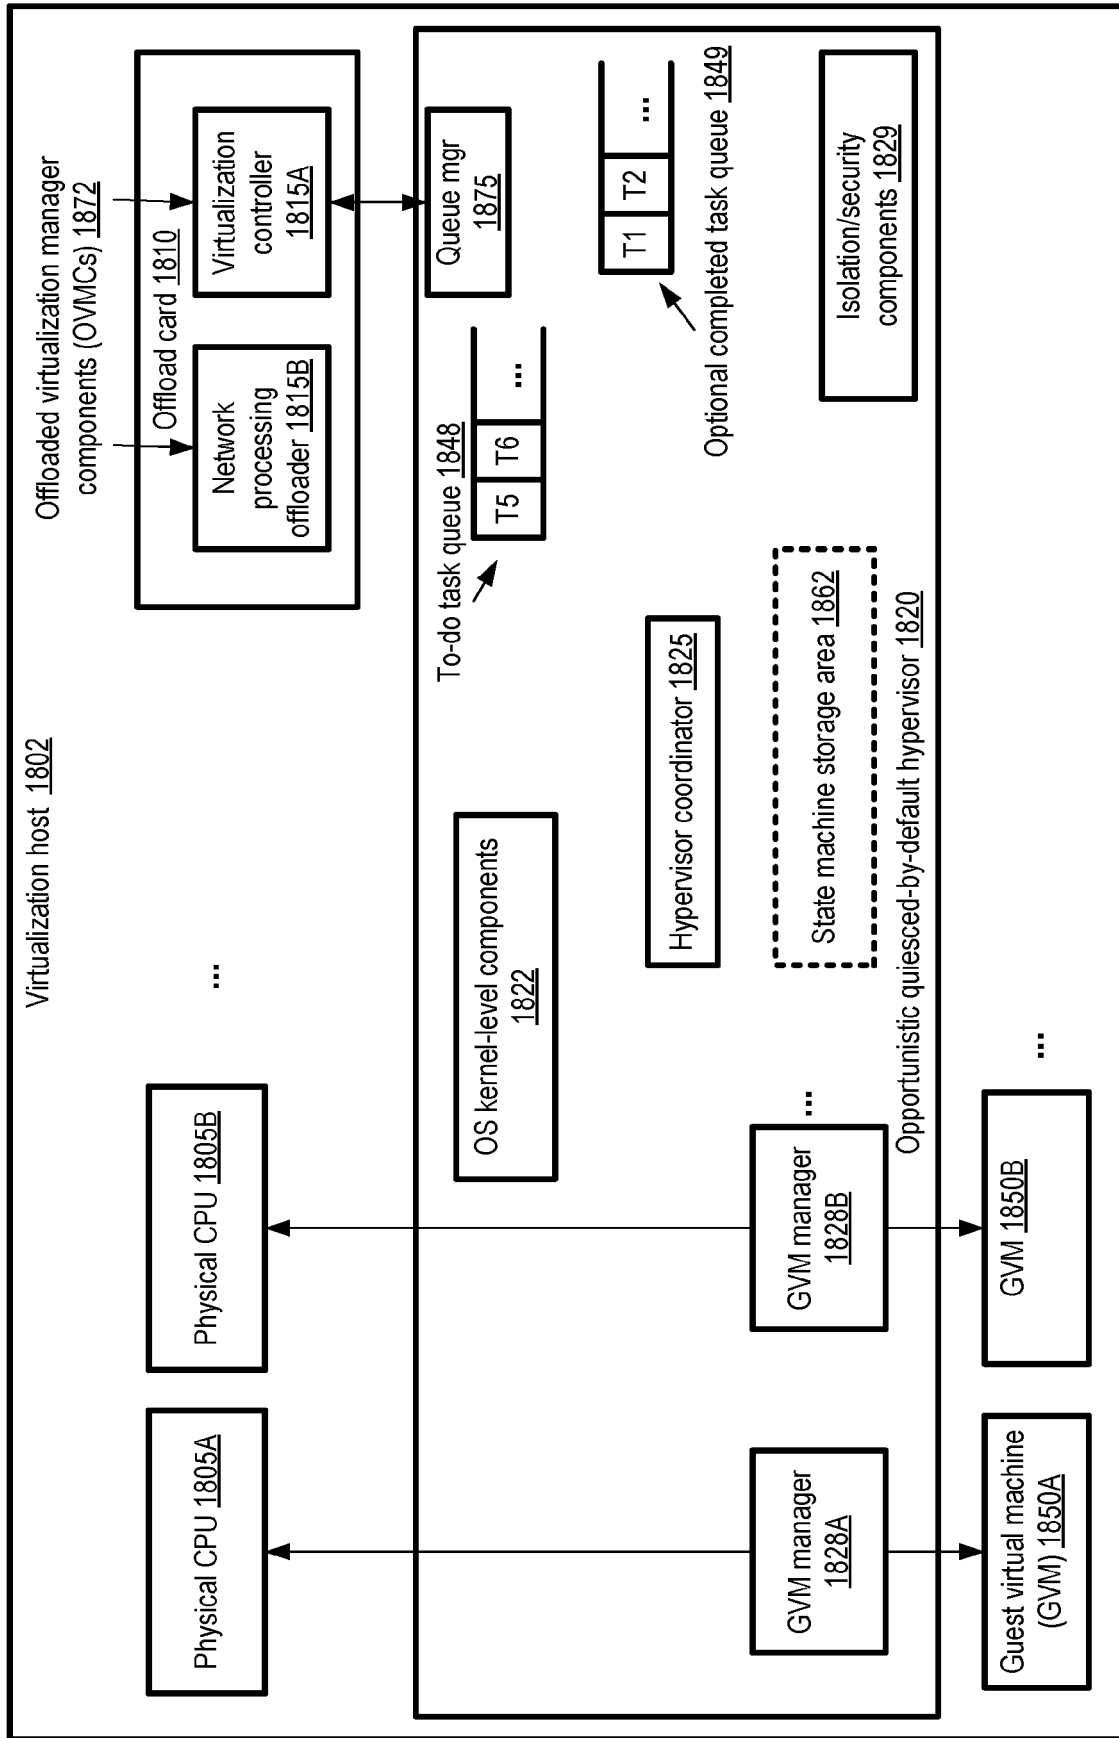 Virtualization host 1802
Offloaded virtualization manager
components (OVMCs) 1872
Physical CPU 1805A
Physical CPU 1805B
...
Offload card 1810
Network
processing
offloader 1815B
Virtualization
controller
1815A
OS kernel-level components
1822
To-do task queue 1848
T5
T6
...
Queue mgr
1875
Hypervisor coordinator 1825
T1
T2
...
Optional completed task queue 1849
GVM manager
1828A
GVM manager
1828B
...
State machine storage area 1862
Isolation/security
components 1829
Opportunistic quiesced-by-default hypervisor 1820
Guest virtual machine
(GVM) 1850A
GVM 1850B
...